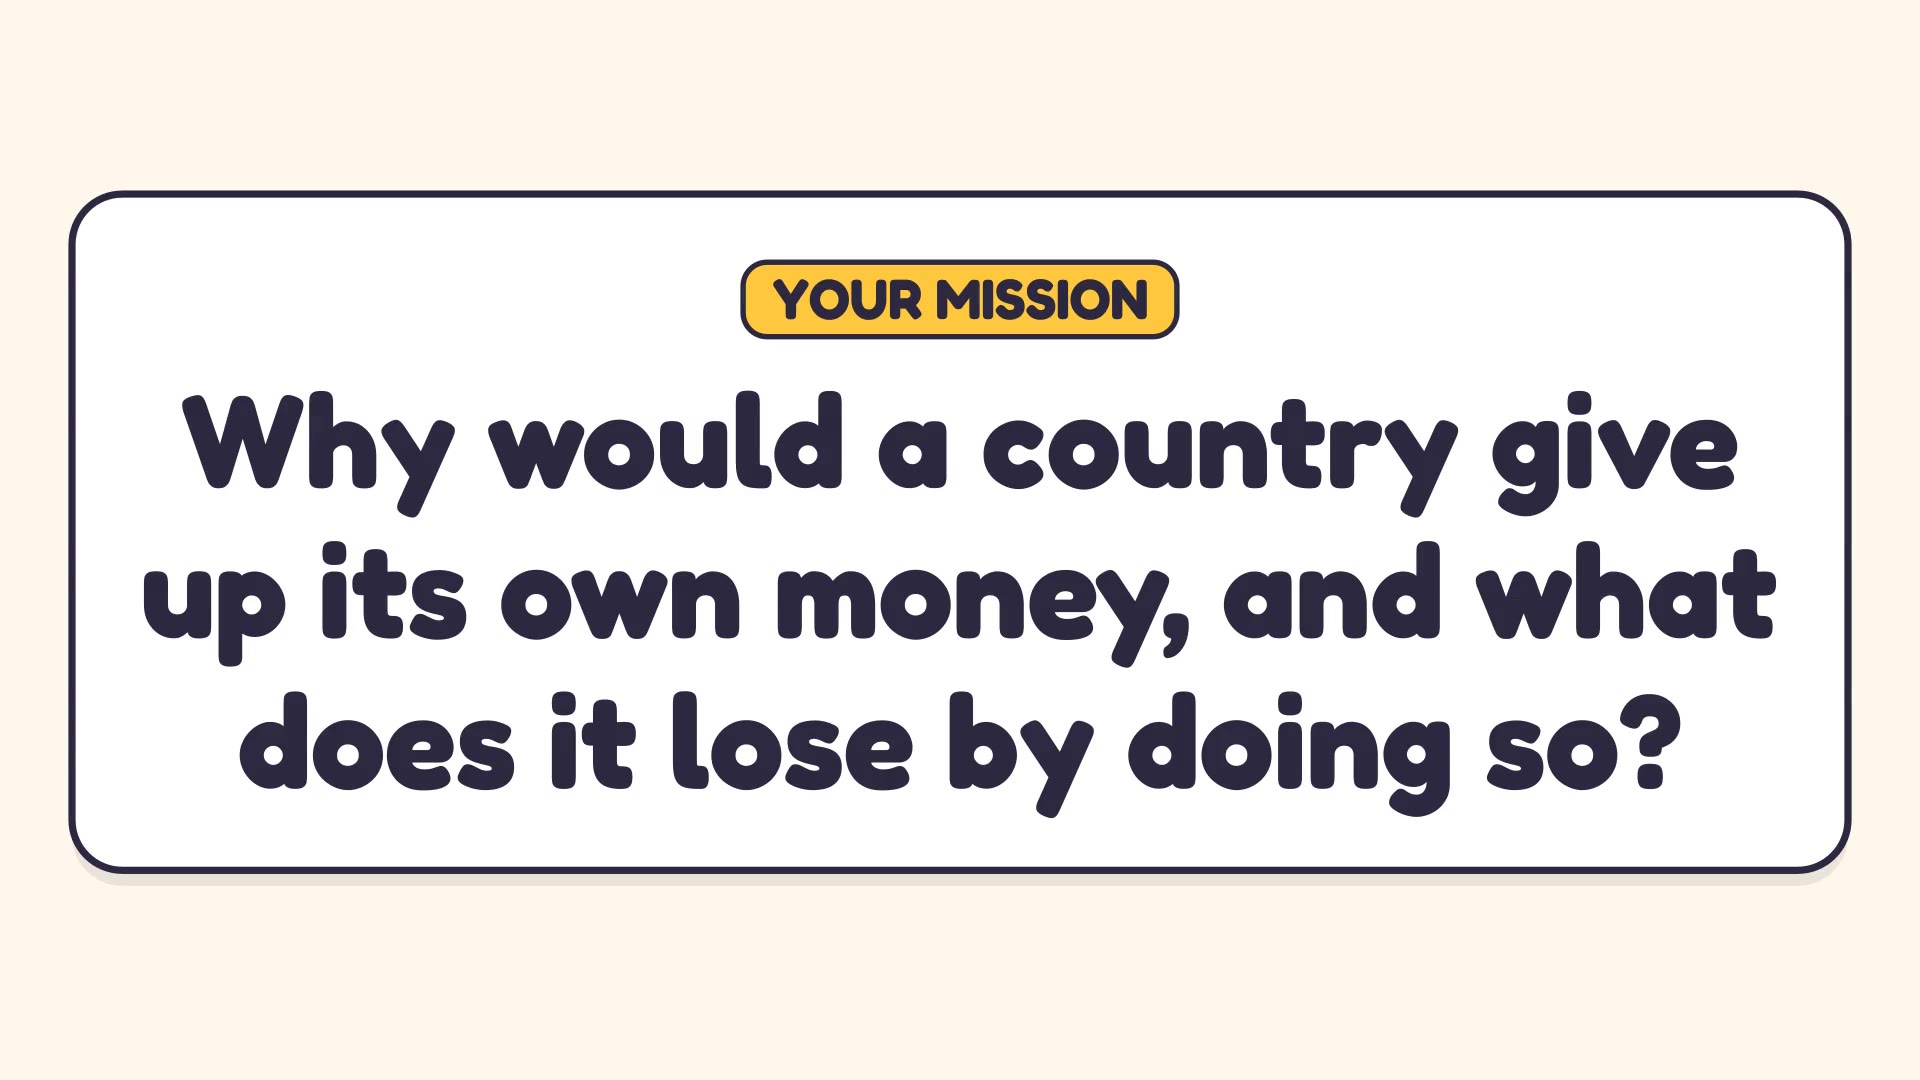 YOUR MISSION
Why would a country give
up its own money, and what
does it lose by doing so?